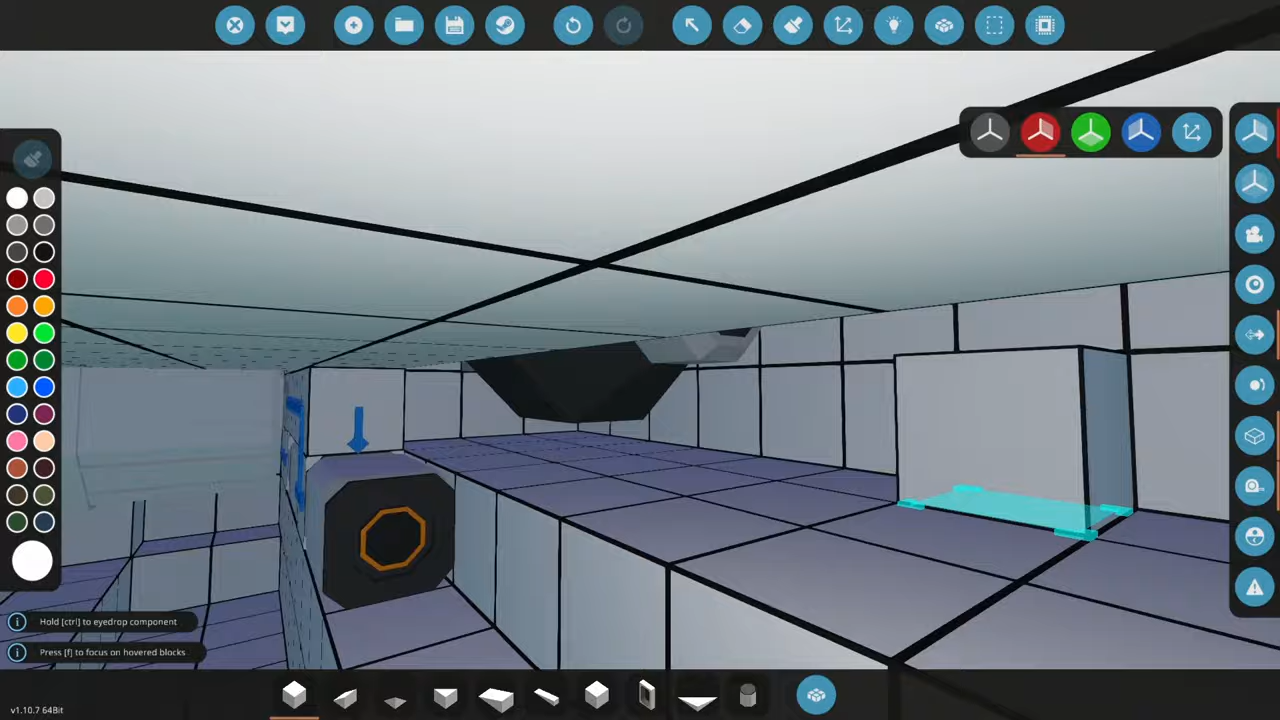 Hold [ctrl] to eyedrop component
Press [f] to focus on hovered blocks
v1.10.7 64Bit